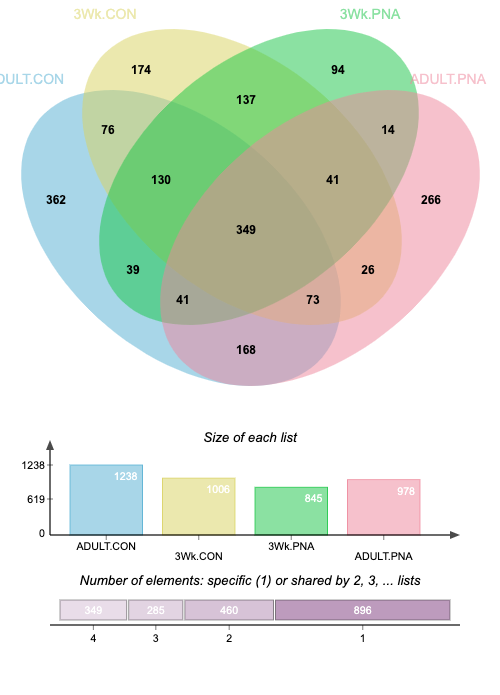 3Wk.CON 3Wk.PNA
DULT.CON ADULT.PNA
174 94
137
76 14
130 41
362 266
349
39 26
41 73
168
Size of each list
1238 1238
1006
845
978
619
0
ADULT.CON 3Wk.CON 3Wk.PNA ADULT.PNA
Number of elements: specific (1) or shared by 2, 3, ... lists
349 285 460 896
4 3 2 1